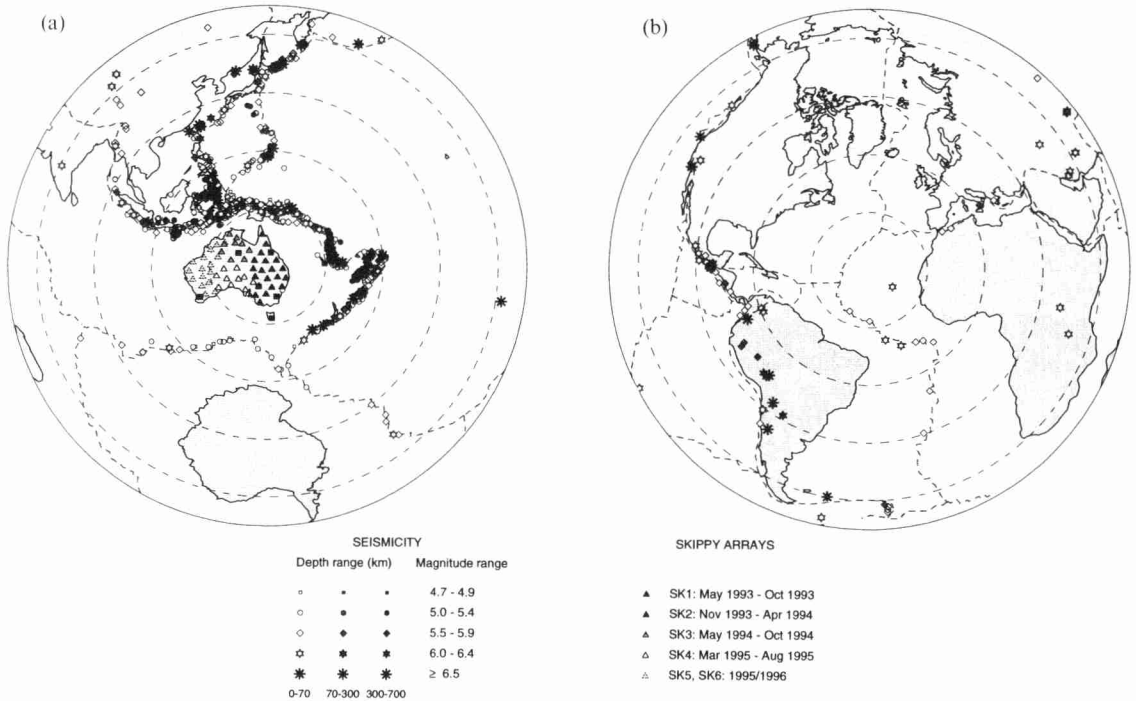 (a)
(b)
SEISMICITY
Depth range (km) Magnitude range
4.7 - 4.9
5.0 - 5.4
5.5 - 5.9
6.0 - 6.4
≥ 6.5
0-70 70-300 300-700
SKIPPY ARRAYS
SK1: May 1993 - Oct 1993
SK2: Nov 1993 - Apr 1994
SK3: May 1994 - Oct 1994
SK4: Mar 1995 - Aug 1995
SK5, SK6: 1995/1996